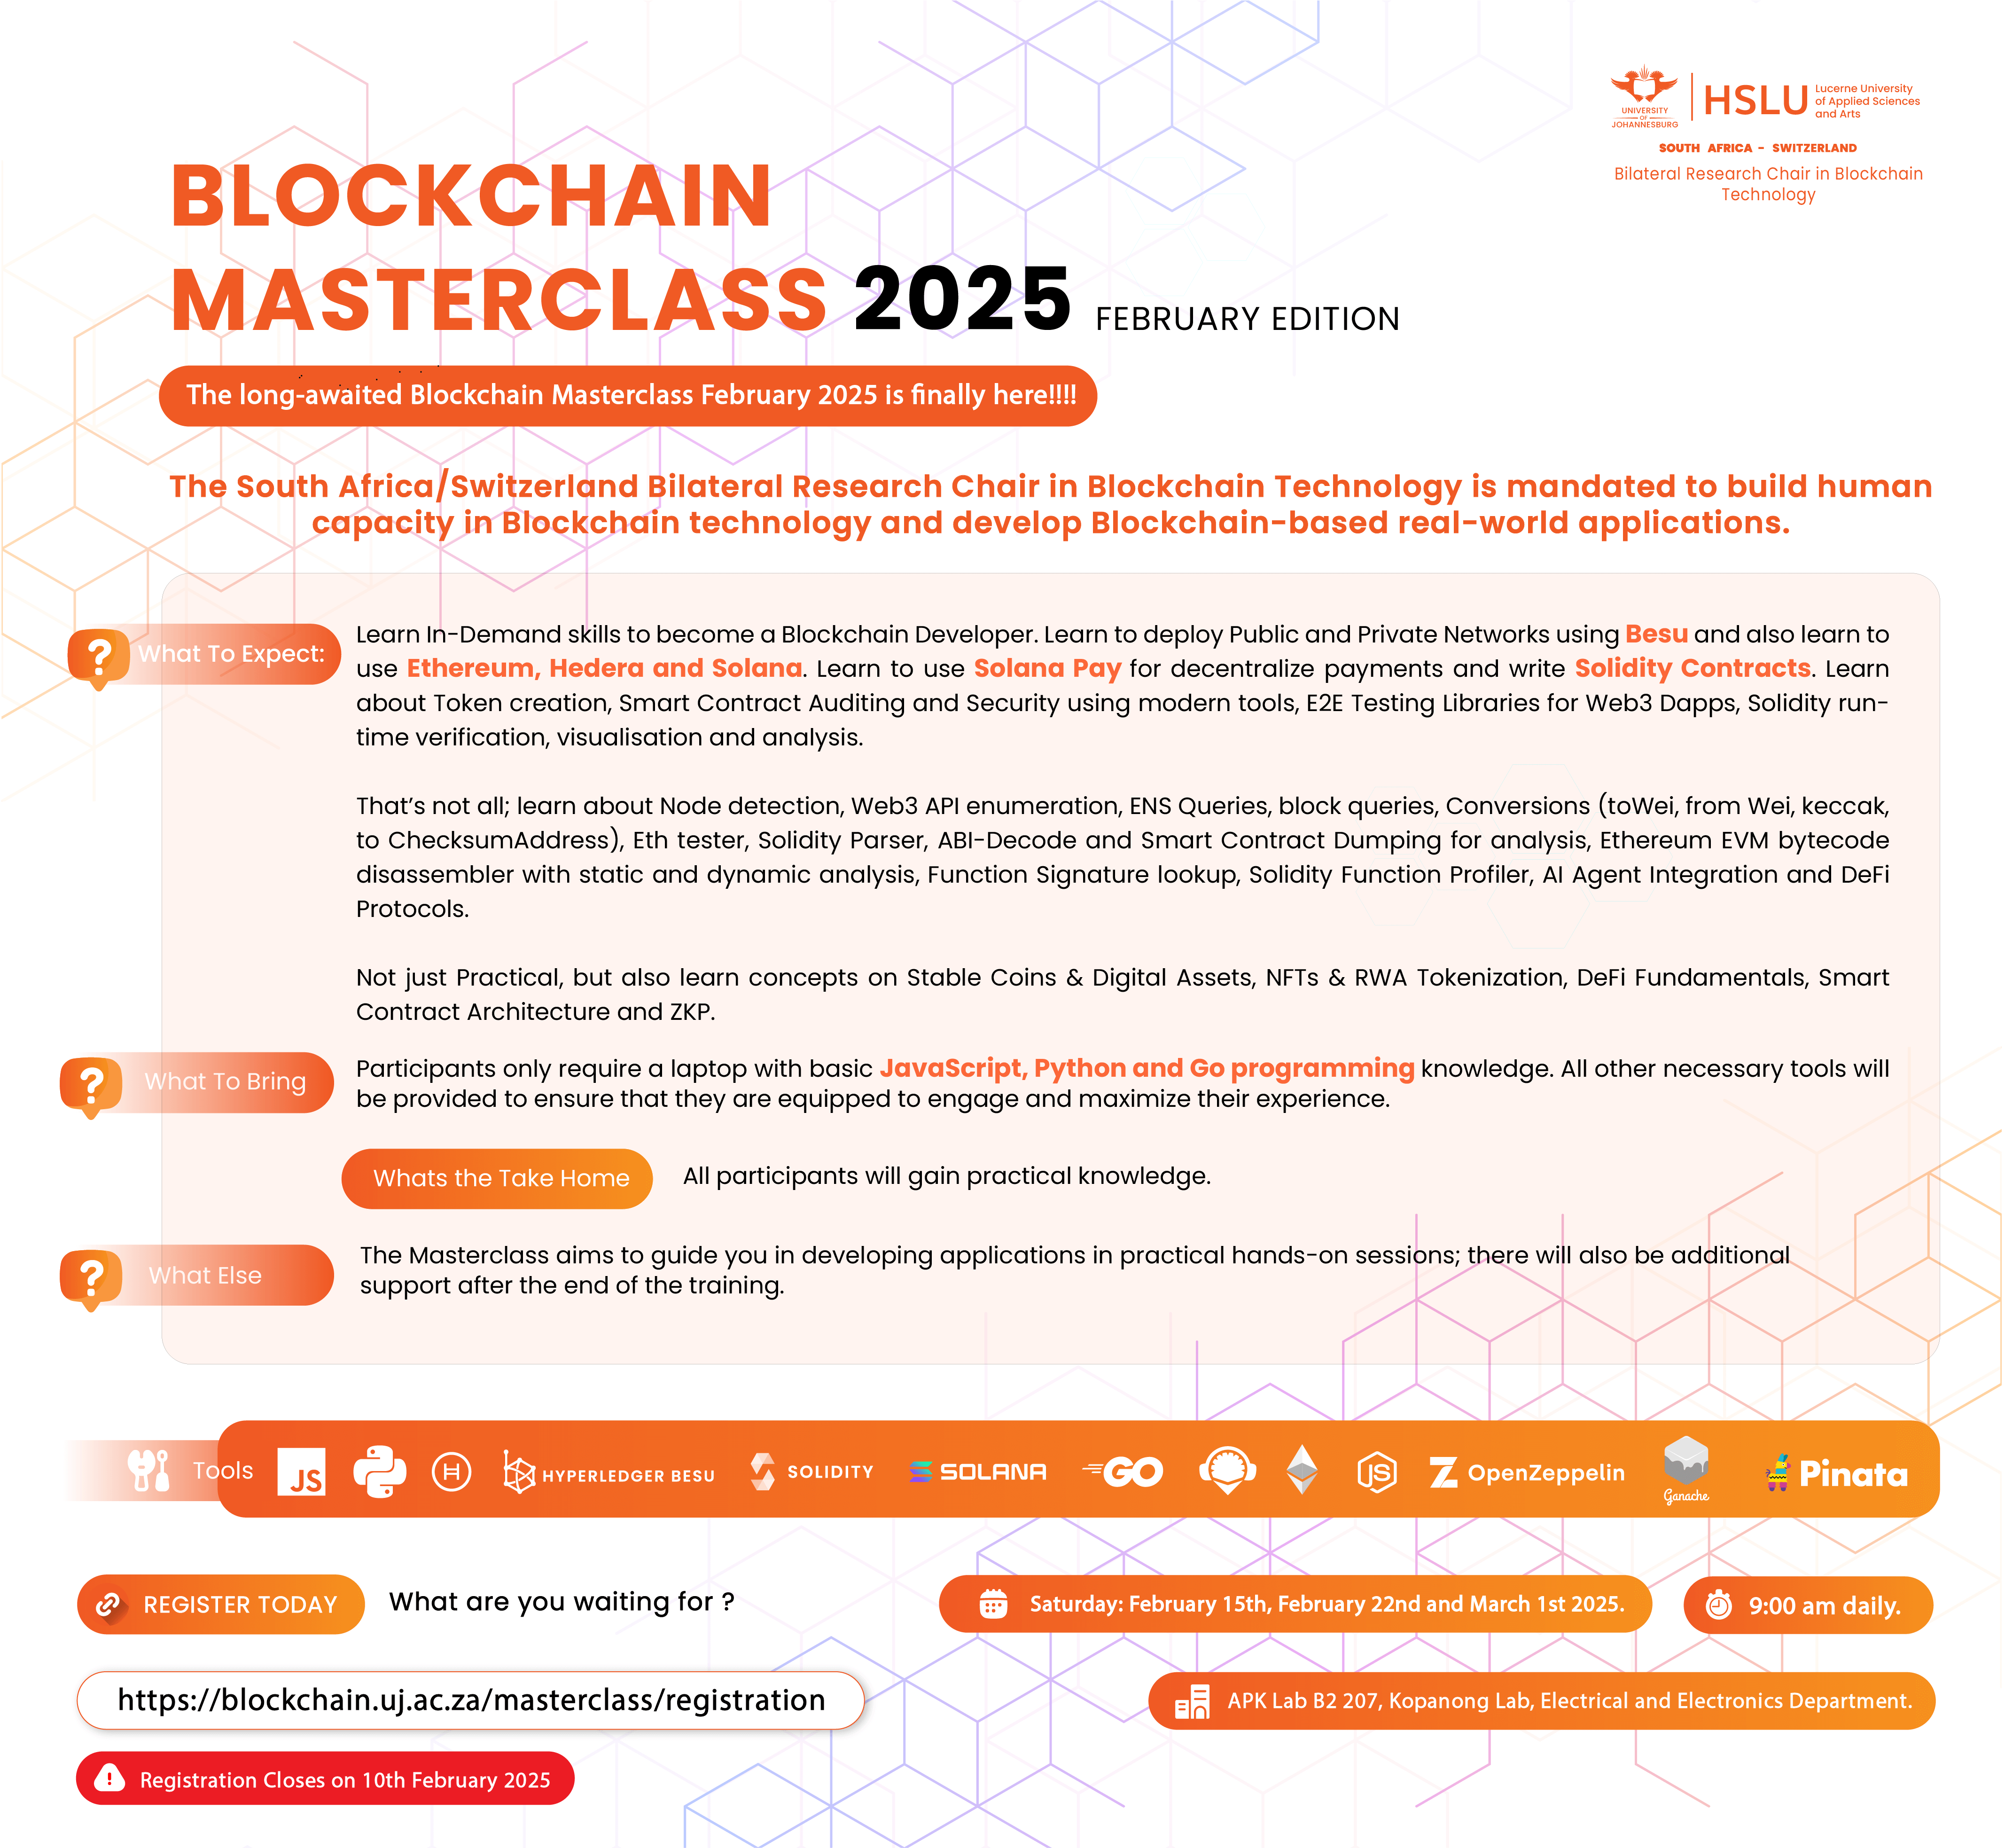 UNIVERSITY
OF
JOHANNESBURG
HSLU
Lucerne University
of Applied Sciences
and Arts
SOUTH AFRICA - SWITZERLAND
Bilateral Research Chair in Blockchain
Technology
BLOCKCHAIN
MASTERCLASS 2025 FEBRUARY EDITION
The long-awaited Blockchain Masterclass February 2025 is finally here!!!!
The South Africa/Switzerland Bilateral Research Chair in Blockchain Technology is mandated to build human
capacity in Blockchain technology and develop Blockchain-based real-world applications.
What To Expect:
Learn In-Demand skills to become a Blockchain Developer. Learn to deploy Public and Private Networks using Besu and also learn to
use Ethereum, Hedera and Solana. Learn to use Solana Pay for decentralize payments and write Solidity Contracts. Learn
about Token creation, Smart Contract Auditing and Security using modern tools, E2E Testing Libraries for Web3 Dapps, Solidity run-
time verification, visualisation and analysis.
That's not all; learn about Node detection, Web3 API enumeration, ENS Queries, block queries, Conversions (toWei, from Wei, keccak,
to ChecksumAddress), Eth tester, Solidity Parser, ABI-Decode and Smart Contract Dumping for analysis, Ethereum EVM bytecode
disassembler with static and dynamic analysis, Function Signature lookup, Solidity Function Profiler, AI Agent Integration and DeFi
Protocols.
Not just Practical, but also learn concepts on Stable Coins & Digital Assets, NFTs & RWA Tokenization, DeFi Fundamentals, Smart
Contract Architecture and ZKP.
What To Bring
Participants only require a laptop with basic JavaScript, Python and Go programming knowledge. All other necessary tools will
be provided to ensure that they are equipped to engage and maximize their experience.
Whats the Take Home
All participants will gain practical knowledge.
What Else
The Masterclass aims to guide you in developing applications in practical hands-on sessions; there will also be additional
support after the end of the training.
Tools
JS
H
HYPERLEDGER BESU
SOLIDITY
SOLANA
GO
JS
OpenZeppelin
Ganache
Pinata
REGISTER TODAY
What are you waiting for ?
Saturday: February 15th, February 22nd and March 1st 2025.
9:00 am daily.
https://blockchain.uj.ac.za/masterclass/registration
APK Lab B2 207, Kopanong Lab, Electrical and Electronics Department.
Registration Closes on 10th February 2025